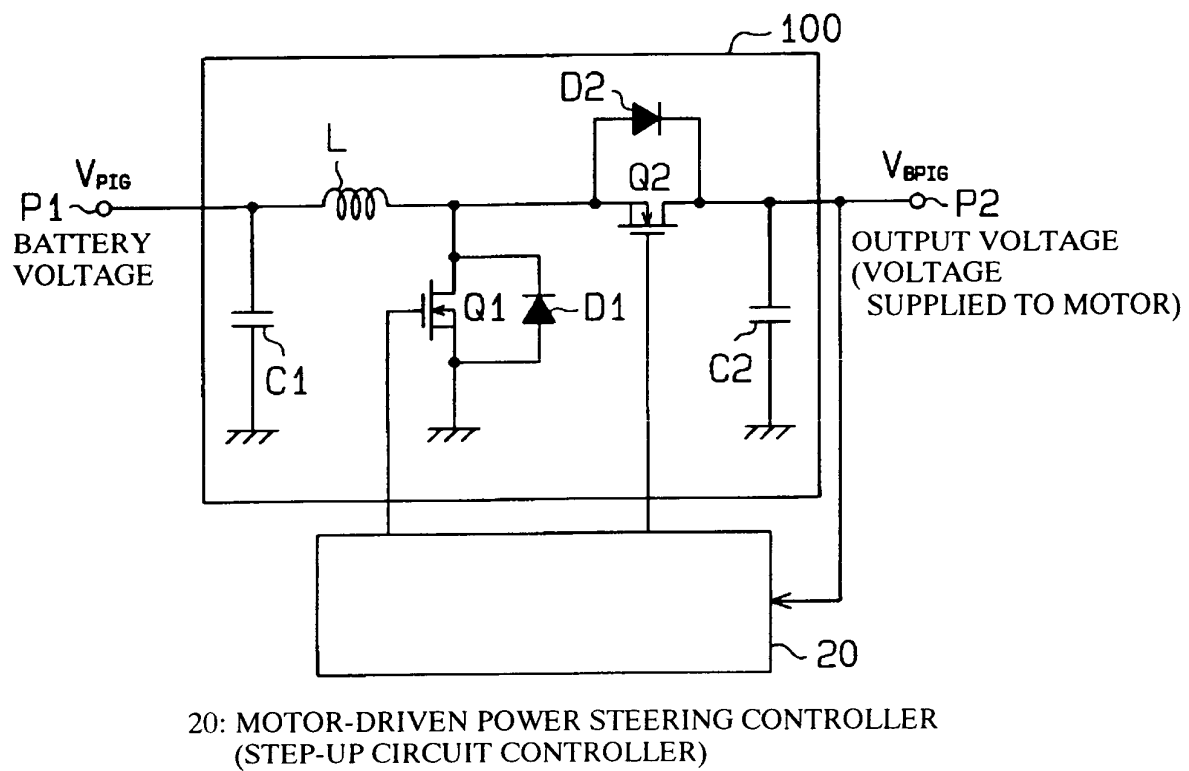 100
D2
L
Q2
VPIG
P1
BATTERY
VOLTAGE
VBPIG
P2
OUTPUT VOLTAGE
(VOLTAGE
SUPPLIED TO MOTOR)
Q1
D1
C1
C2
20
20: MOTOR-DRIVEN POWER STEERING CONTROLLER
(STEP-UP CIRCUIT CONTROLLER)